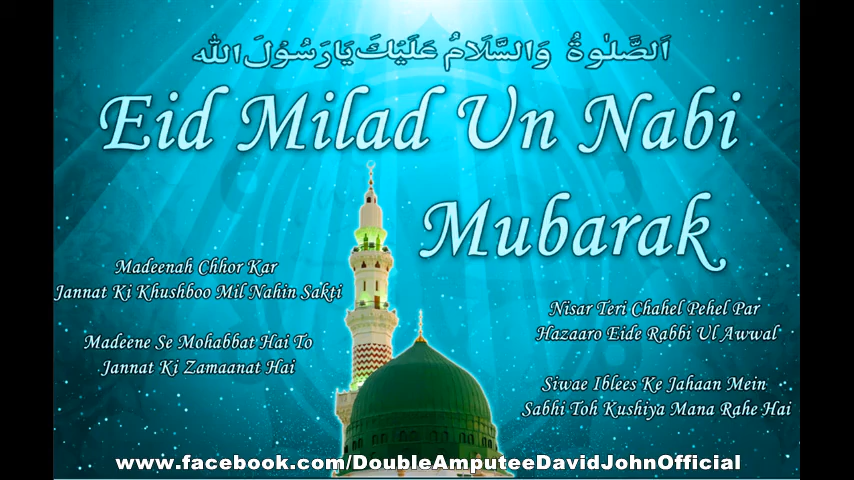 اَلصَّلٰوةُ وَالسَّلَامُ عَلَيْكَ يَارَسُوْلَ الله
Eid Milad Un Nabi
Mubarak
Madeenah Chhor Kar
Jannat Ki Khushboo Mil Nahin Sakti
Madeene Se Mohabbat Hai To
Jannat Ki Zamaanat Hai
Nisar Teri Chahel Pehel Par
Hazaaro Eide Rabbi Ul Awwal
Siwae Iblees Ke Jahaan Mein
Sabhi Toh Kushiya Mana Rahe Hai
www.facebook.com/DoubleAmputeeDavidJohnOfficial